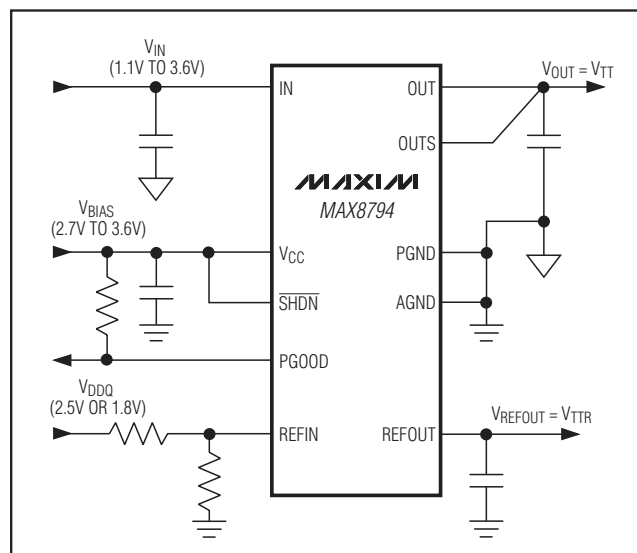 VIN
(1.1V TO 3.6V)
IN
OUT
VOUT = VTT
OUTS
MAXIM
MAX8794
VBIAS
(2.7V TO 3.6V)
VCC
PGND
SHDN
AGND
PGOOD
VDDQ
(2.5V OR 1.8V)
REFIN
REFOUT
VREFOUT = VTTR